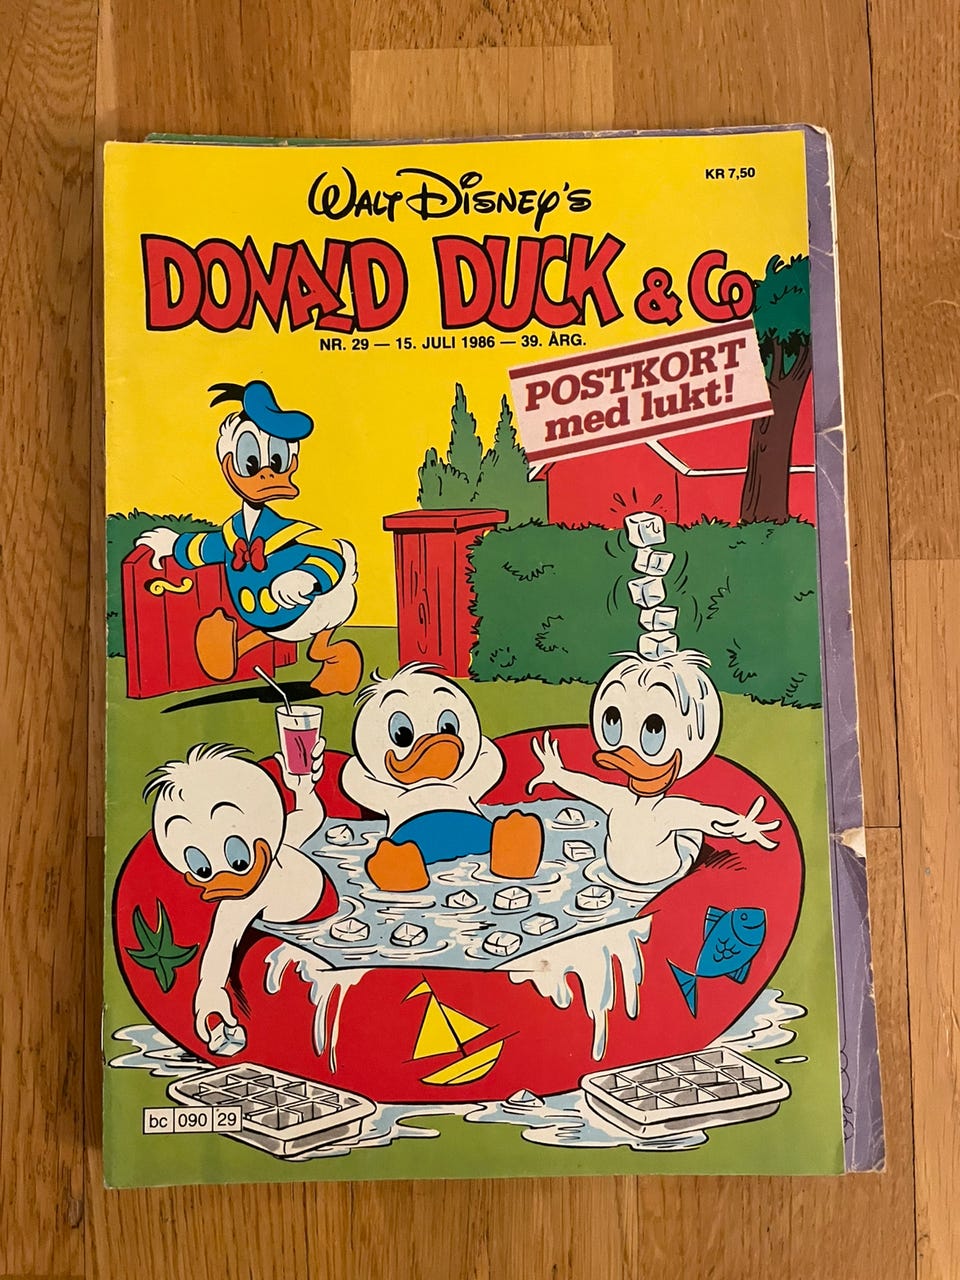 KR 7,50
WALT DISNEY'S
DONALD DUCK & Co
NR. 29 — 15. JULI 1986 — 39. ÅRG.
POSTKORT
med lukt!
bc 090 29